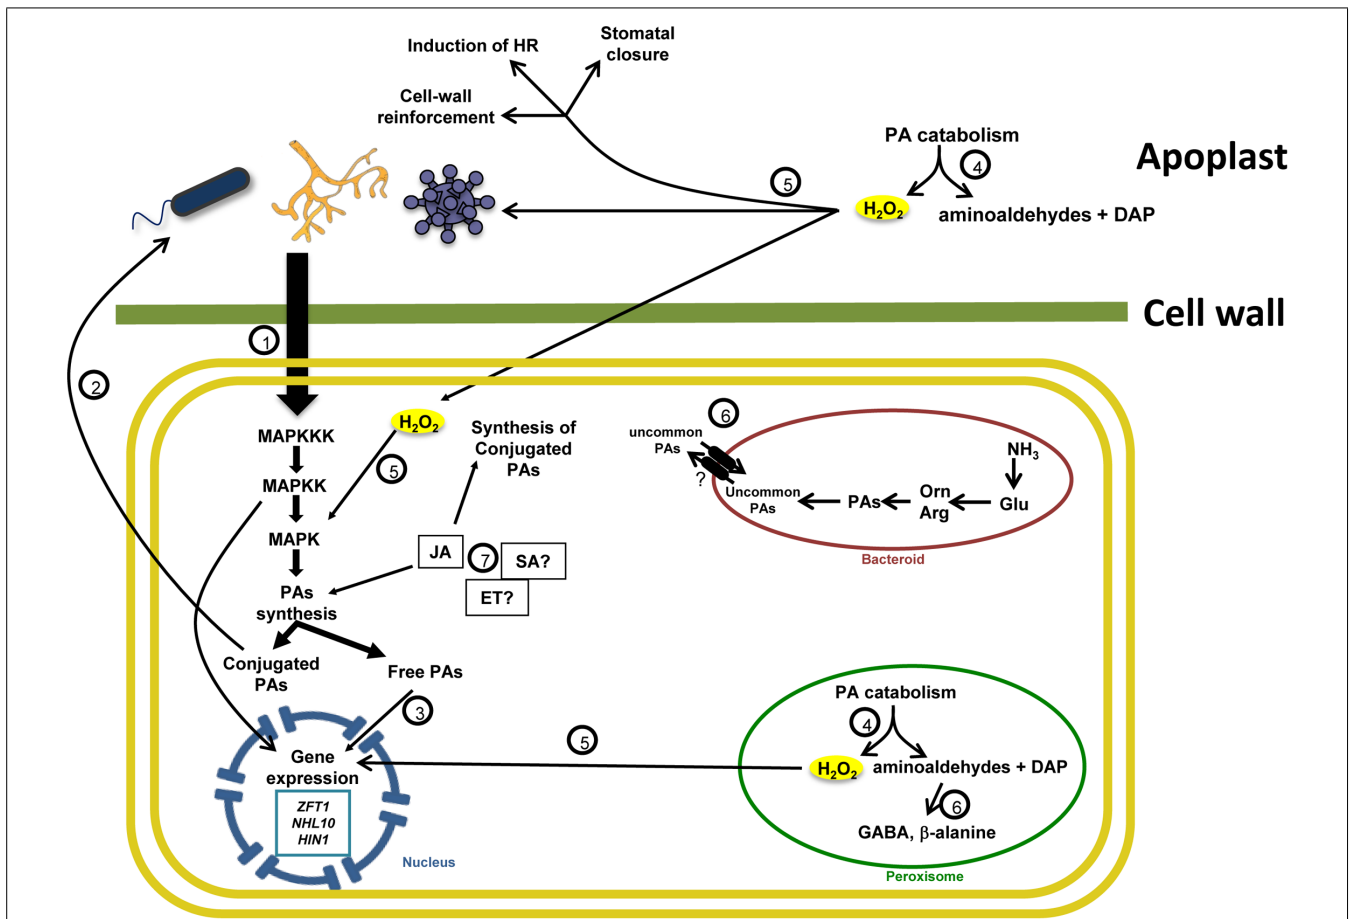 Induction of HR
Stomatal
closure
Cell-wall
reinforcement
PA catabolism
4
Apoplast
5
H₂O₂
aminoaldehydes + DAP
Cell wall
1
2
H₂O₂
5
MAPKKK
MAPKK
MAPK
PAs
synthesis
Synthesis of
Conjugated
PAs
JA
7
SA?
ET?
6
uncommon
PAs
?
Uncommon
PAs
PAs
Orn
Arg
NH₃
Glu
Bacteroid
Conjugated
PAs
Free PAs
3
Gene
expression
ZFT1
NHL10
HIN1
Nucleus
5
PA catabolism
4
H₂O₂
aminoaldehydes + DAP
6
GABA, β-alanine
Peroxisome